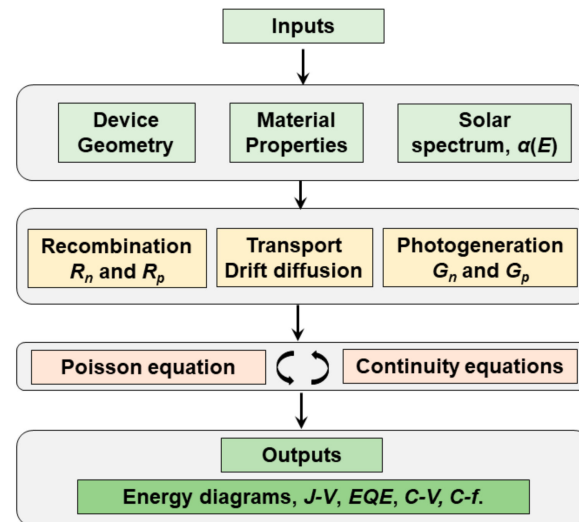 Inputs
Device
Geometry
Material
Properties
Solar
spectrum, α(E)
Recombination
Rn and Rp
Transport
Drift diffusion
Photogeneration
Gn and Gp
Poisson equation
Continuity equations
Outputs
Energy diagrams, J-V, EQE, C-V, C-f.